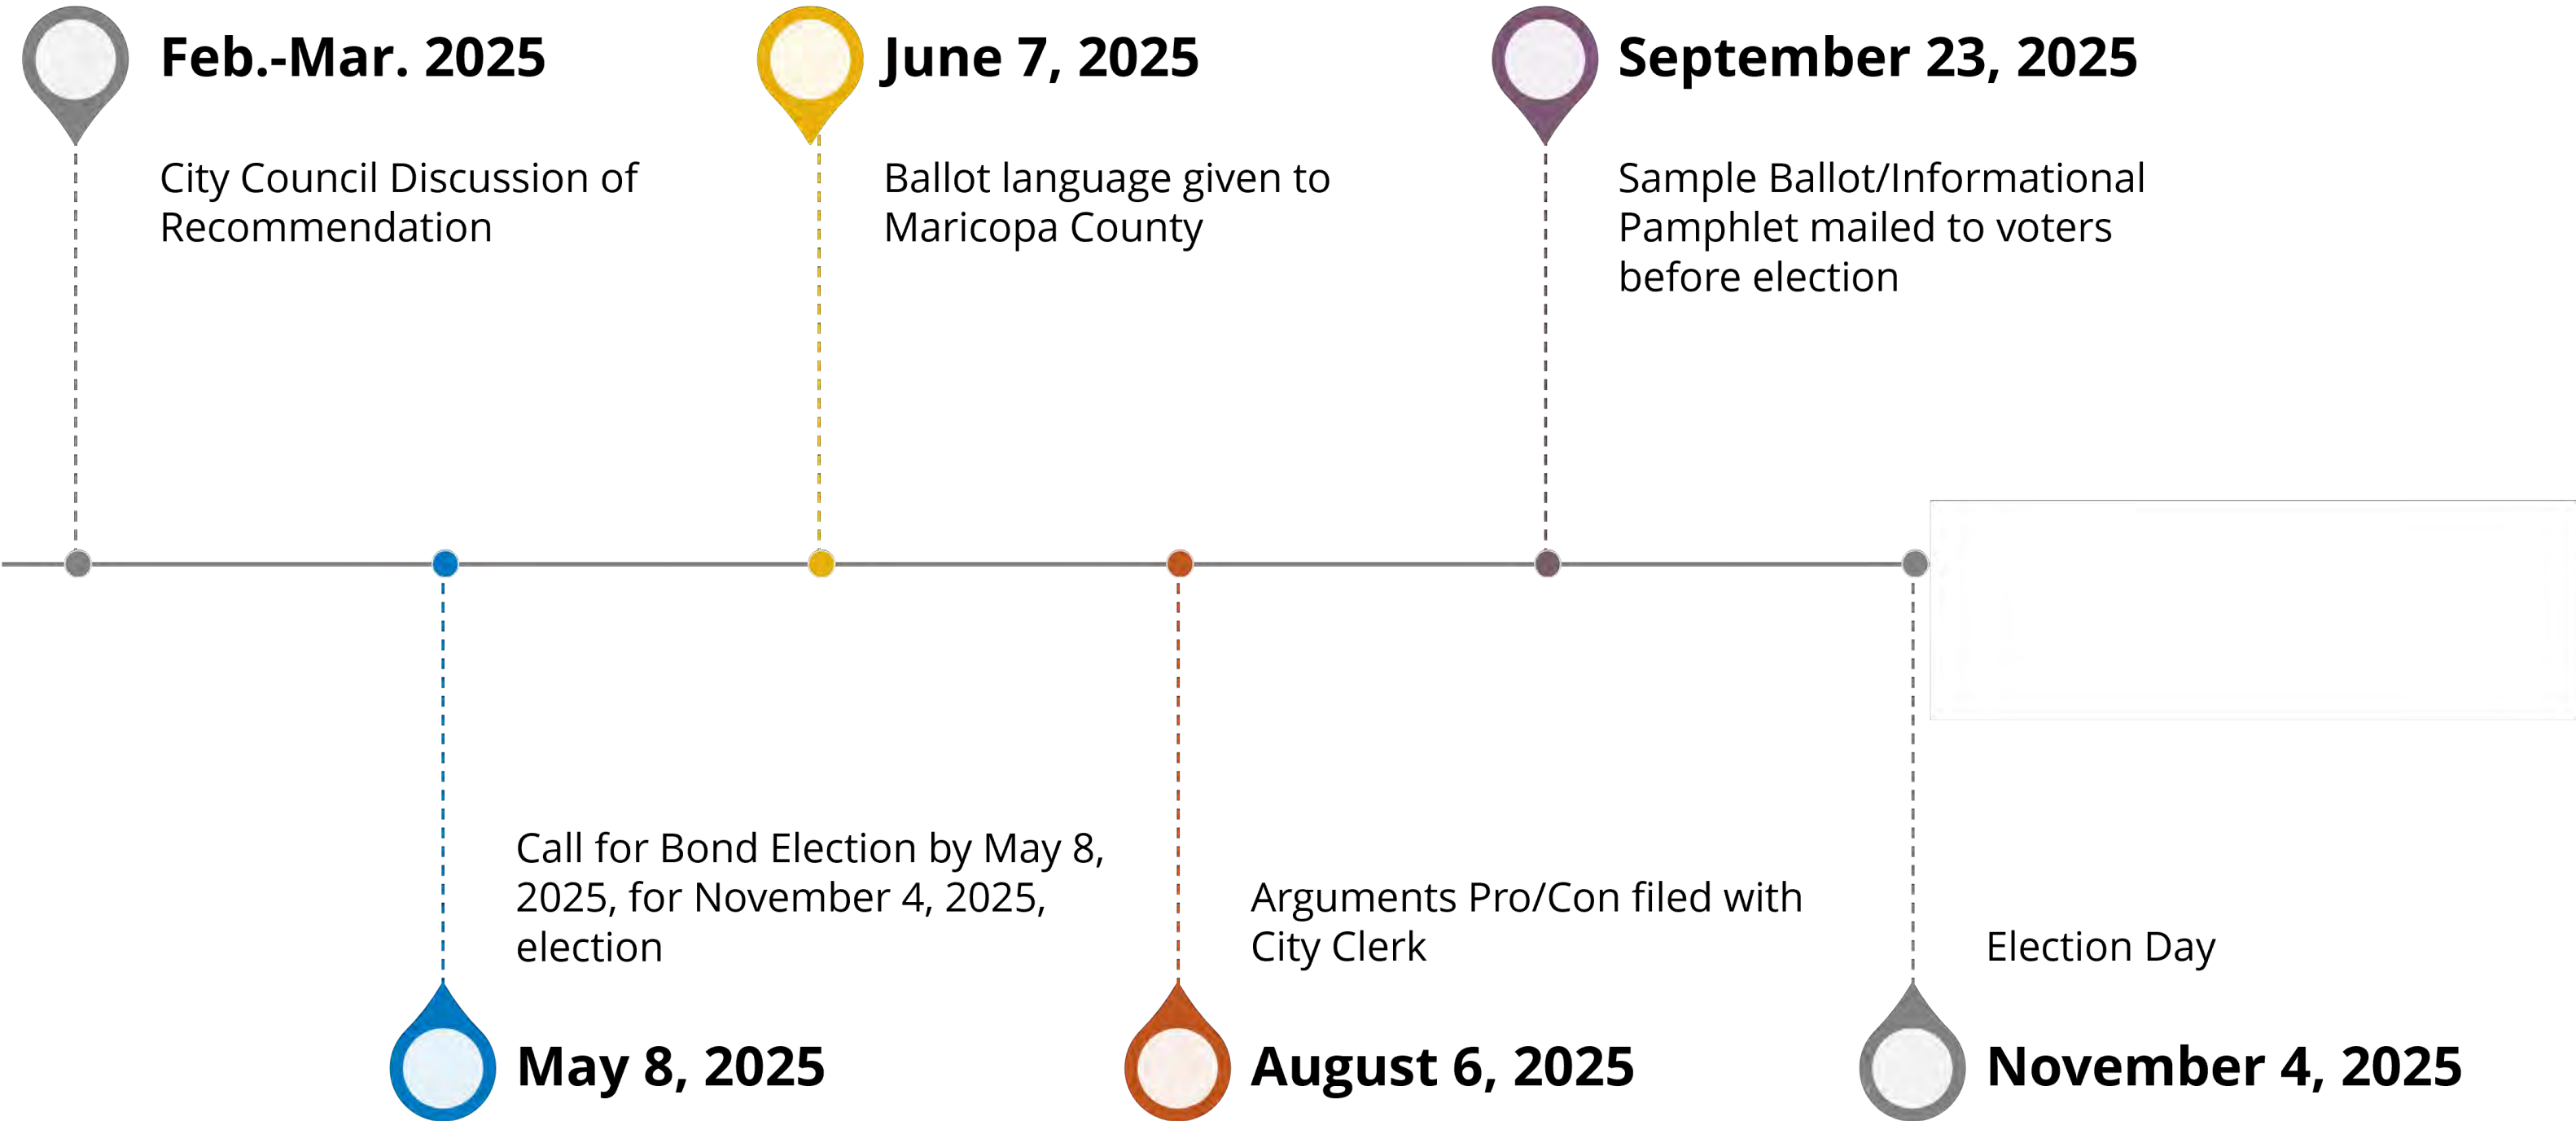 Feb.-Mar. 2025
City Council Discussion of
Recommendation
Call for Bond Election by May 8,
2025, for November 4, 2025,
election
May 8, 2025
June 7, 2025
Ballot language given to
Maricopa County
Arguments Pro/Con filed with
City Clerk
August 6, 2025
September 23, 2025
Sample Ballot/Informational
Pamphlet mailed to voters
before election
Election Day
November 4, 2025